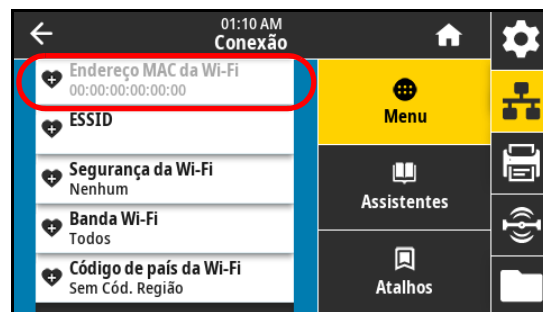 01:10 AM
Conexão
Endereço MAC da Wi-Fi
00:00:00:00:00:00
ESSID
Segurança da Wi-Fi
Nenhum
Banda Wi-Fi
Todos
Código de país da Wi-Fi
Sem Cód. Região
Menu
Assistentes
Atalhos